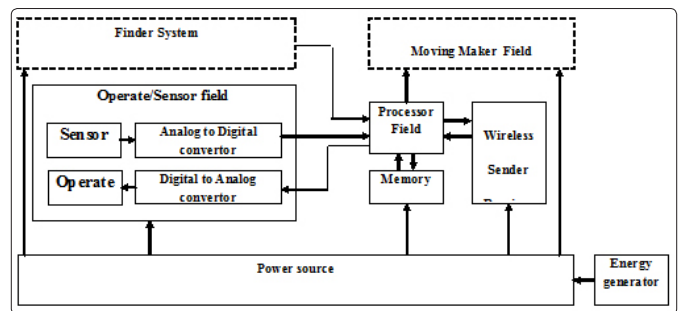 Finder System
Moving Maker Field
Operate/Sensor field
Sensor
Analog to Digital
convertor
Operate
Digital to Analog
convertor
Processor
Field
Memory
Wireless
Sender
Power source
Energy
generator